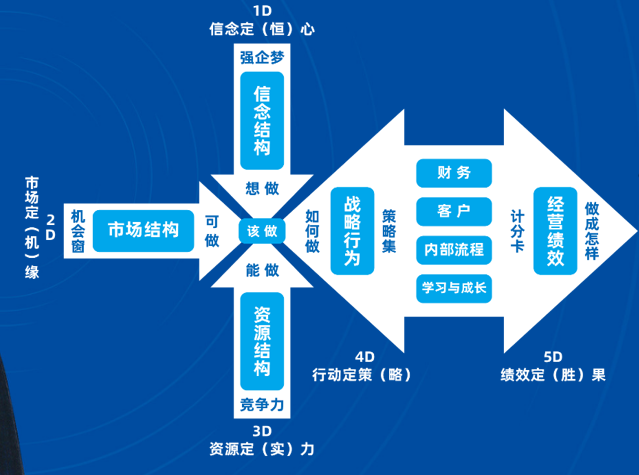 1D
信念定（恒）心
强企梦
信念结构
想做
市场定（机）缘
2D
机会窗
市场结构
可做
该做
能做
资源结构
竞争力
3D
资源定（实）力
如何做
战略行为
策略集
财务
客户
内部流程
学习与成长
计分卡
经营绩效
做成怎样
4D
行动定策（略）
5D
绩效定（胜）果